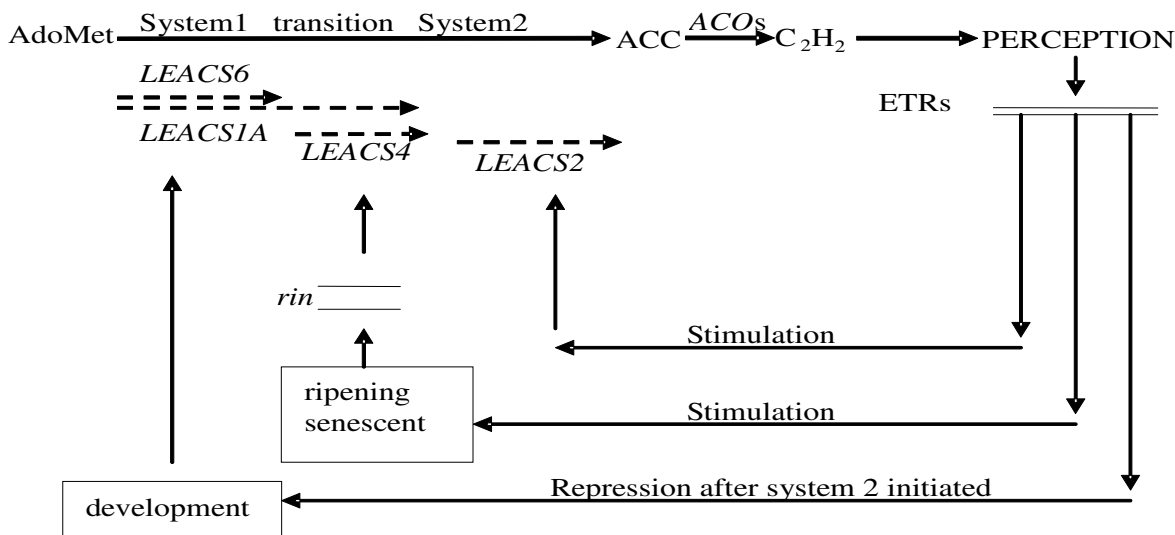 System1 transition System2
AdoMet ACC ACOs C₂H₂ PERCEPTION
LEACS6
ETRs
LEACS1A
LEACS4
LEACS2
rin
Stimulation
ripening
senescent
Stimulation
Repression after system 2 initiated
development